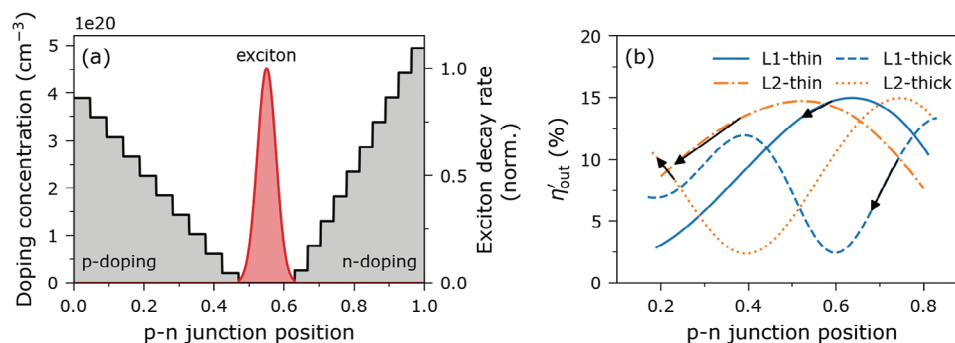 1e20
(a)
exciton
5
4
3
2
1
0
1.0
0.5
0.0
p-doping
n-doping
0.0 0.2 0.4 0.6 0.8 1.0
p-n junction position
Doping concentration (cm⁻³)
Exciton decay rate
(norm.)
(b)
L1-thin
L1-thick
L2-thin
L2-thick
20
15
10
5
0
0.2 0.4 0.6 0.8
p-n junction position
η′out (%)